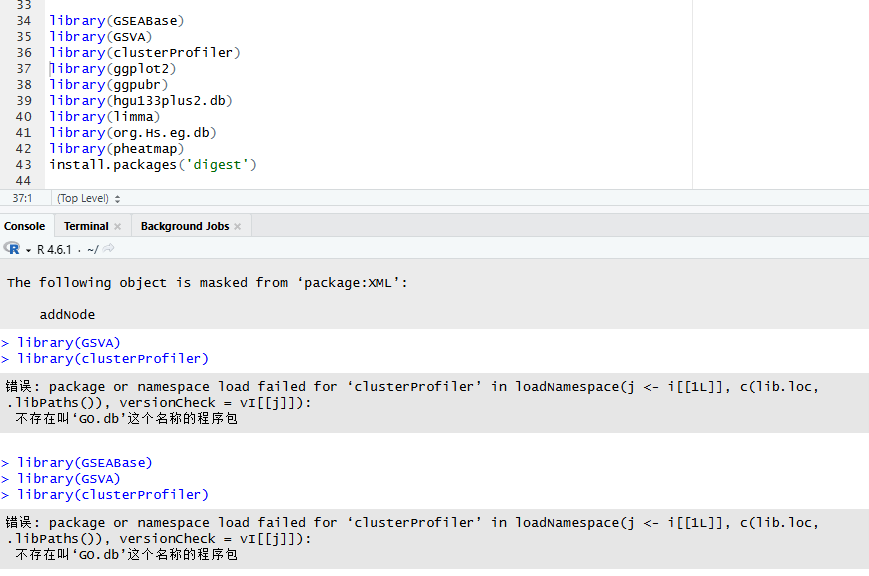 33
34 library(GSEABase)
35 library(GSVA)
36 library(clusterProfiler)
37 library(ggplot2)
38 library(ggpubr)
39 library(hgu133plus2.db)
40 library(limma)
41 library(org.Hs.eg.db)
42 library(pheatmap)
43 install.packages('digest')
44
37:1 (Top Level)
Console Terminal Background Jobs
R R 4.6.1 · ~/
The following object is masked from ‘package:XML’:
addNode
> library(GSVA)
> library(clusterProfiler)
错误: package or namespace load failed for ‘clusterProfiler’ in loadNamespace(j <- i[[1L]], c(lib.loc,
.libPaths()), versionCheck = vI[[j]]):
不存在叫‘GO.db’这个名称的程序包
> library(GSEABase)
> library(GSVA)
> library(clusterProfiler)
错误: package or namespace load failed for ‘clusterProfiler’ in loadNamespace(j <- i[[1L]], c(lib.loc,
.libPaths()), versionCheck = vI[[j]]):
不存在叫‘GO.db’这个名称的程序包